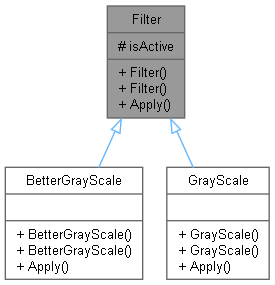 Filter
# isActive
+ Filter()
+ Filter()
+ Apply()
BetterGrayScale
+ BetterGrayScale()
+ BetterGrayScale()
+ Apply()
GrayScale
+ GrayScale()
+ GrayScale()
+ Apply()